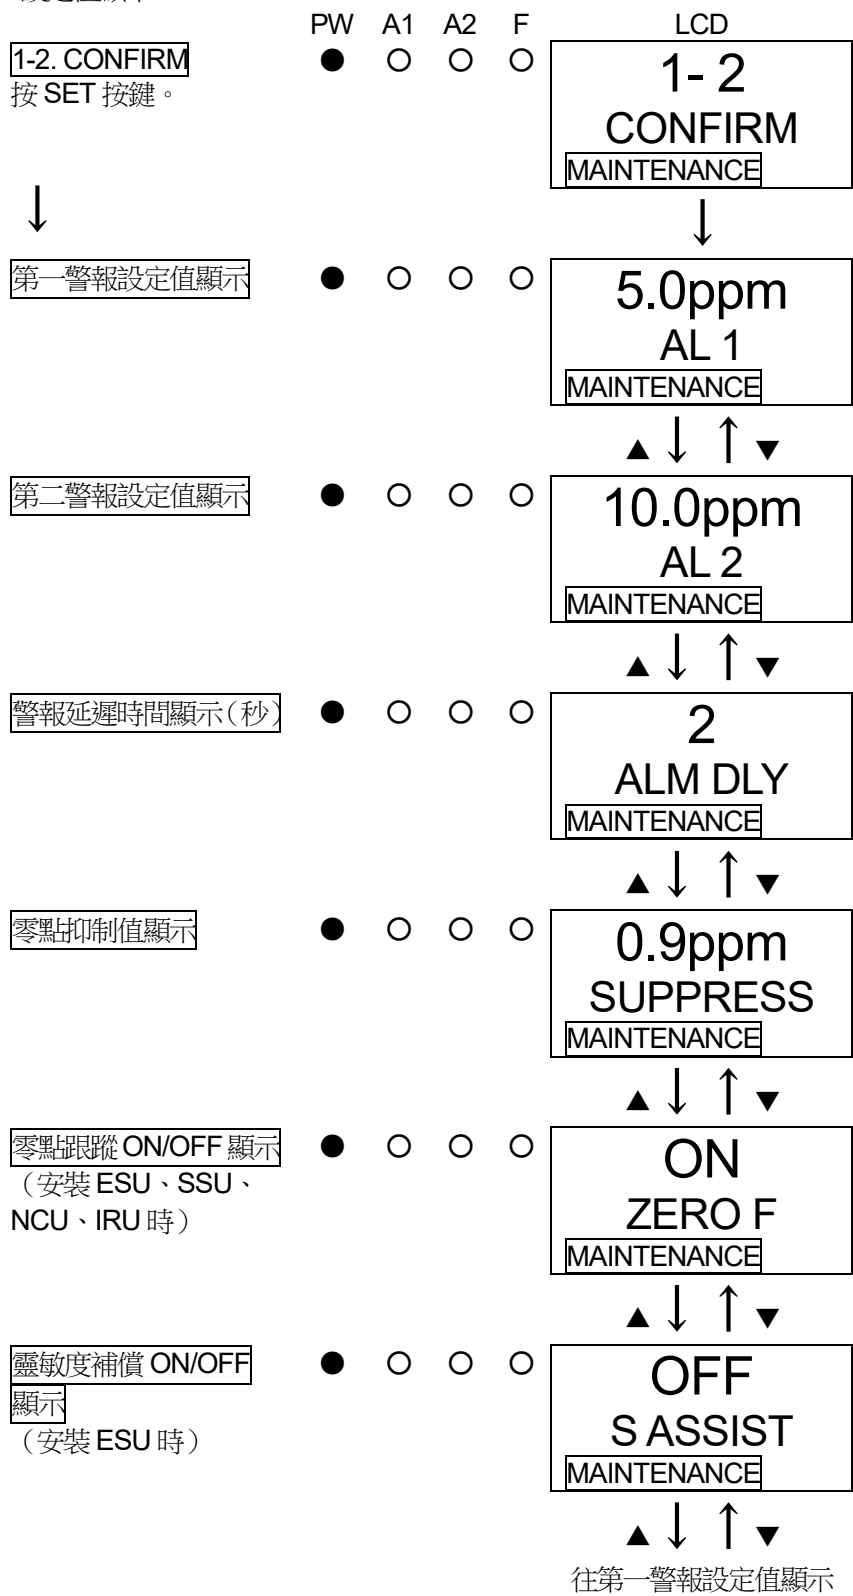 PW A1 A2 F LCD
1-2. CONFIRM ● ○ ○ ○ 1- 2
按 SET 按鍵。
CONFIRM
MAINTENANCE
↓ ↓
第一警報設定值顯示 ● ○ ○ ○ 5.0ppm
AL 1
MAINTENANCE
▲↓ ↑▼
第二警報設定值顯示 ● ○ ○ ○ 10.0ppm
AL 2
MAINTENANCE
▲↓ ↑▼
警報延遲時間顯示(秒) ● ○ ○ ○ 2
ALM DLY
MAINTENANCE
▲↓ ↑▼
零點抑制值顯示 ● ○ ○ ○ 0.9ppm
SUPPRESS
MAINTENANCE
▲↓ ↑▼
零點跟蹤 ON/OFF 顯示 ● ○ ○ ○ ON
(安裝 ESU、SSU、
NCU、IRU 時)
ZERO F
MAINTENANCE
▲↓ ↑▼
靈敏度補償 ON/OFF ● ○ ○ ○ OFF
顯示
(安裝 ESU 時)
S ASSIST
MAINTENANCE
▲↓ ↑▼
往第一警報設定值顯示